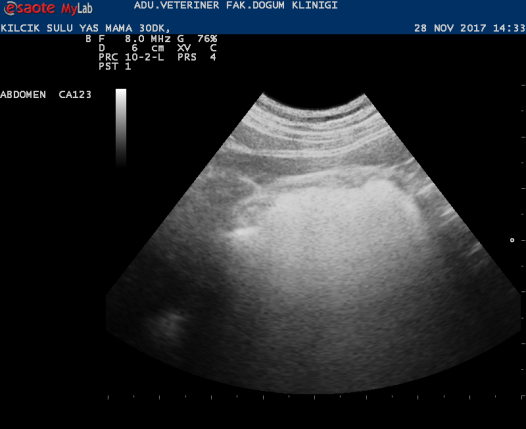 esaote MyLab
ADU.VETERINER FAK.DOGUM KLINIGI
KILCIK SULU YAS MAMA 30DK,
28 NOV 2017 14:33
B F 8.0 MHz G 76%
D 6 cm XV C
PRC 10-2-L PRS 4
PST 1
ABDOMEN CA123